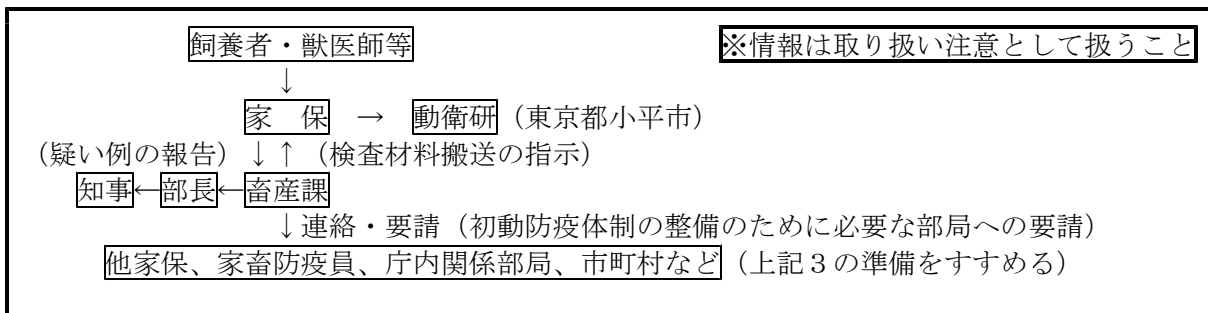 飼養者・獣医師等 ※情報は取り扱い注意として扱うこと
↓
家　保 → 動衛研（東京都小平市）
（疑い例の報告）↓↑（検査材料搬送の指示）
知事←部長←畜産課
↓連絡・要請（初動防疫体制の整備のために必要な部局への要請）
他家保、家畜防疫員、庁内関係部局、市町村など（上記３の準備をすすめる）